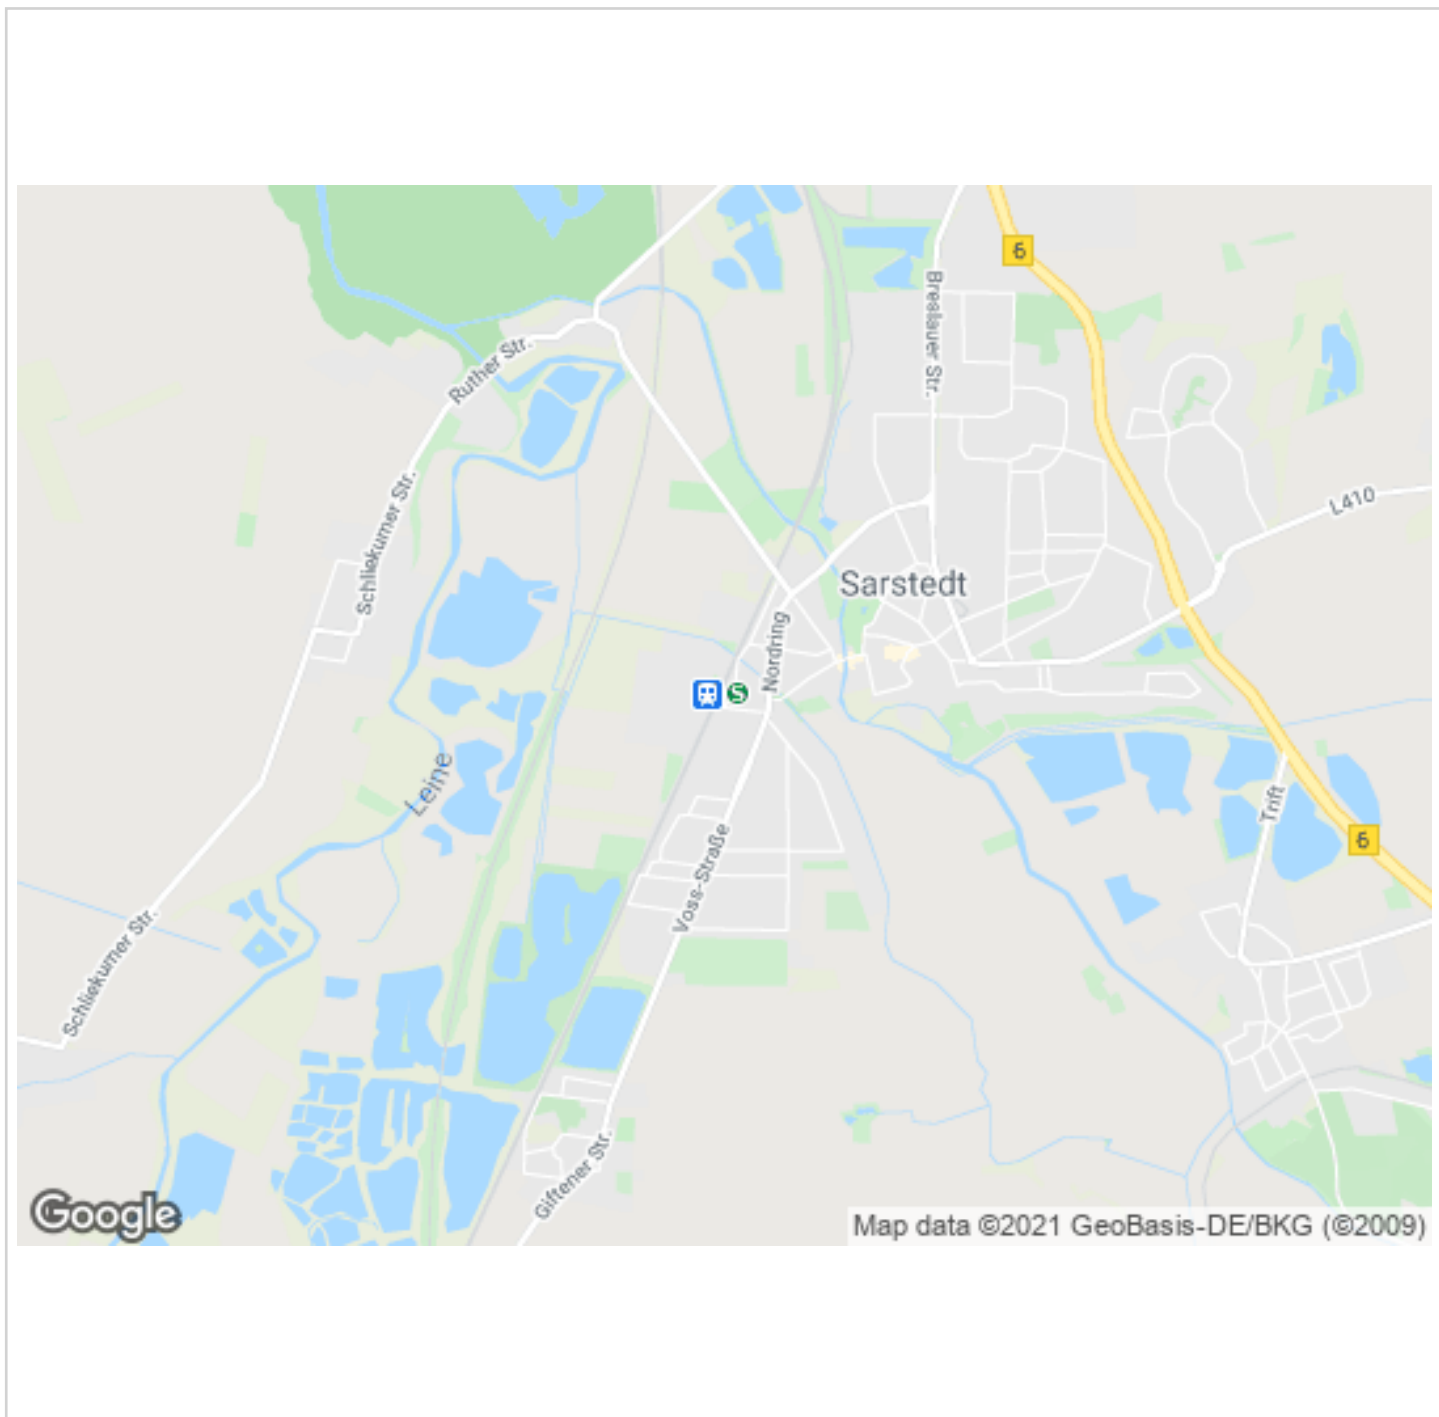 6
Breslauer Str.
Ruther Str.
Schliekumer Str.
L410
Sarstedt
Nordring
S
Leine
Trift
6
Voss-Straße
Schliekumer Str.
Giftener Str.
Google
Map data ©2021 GeoBasis-DE/BKG (©2009)